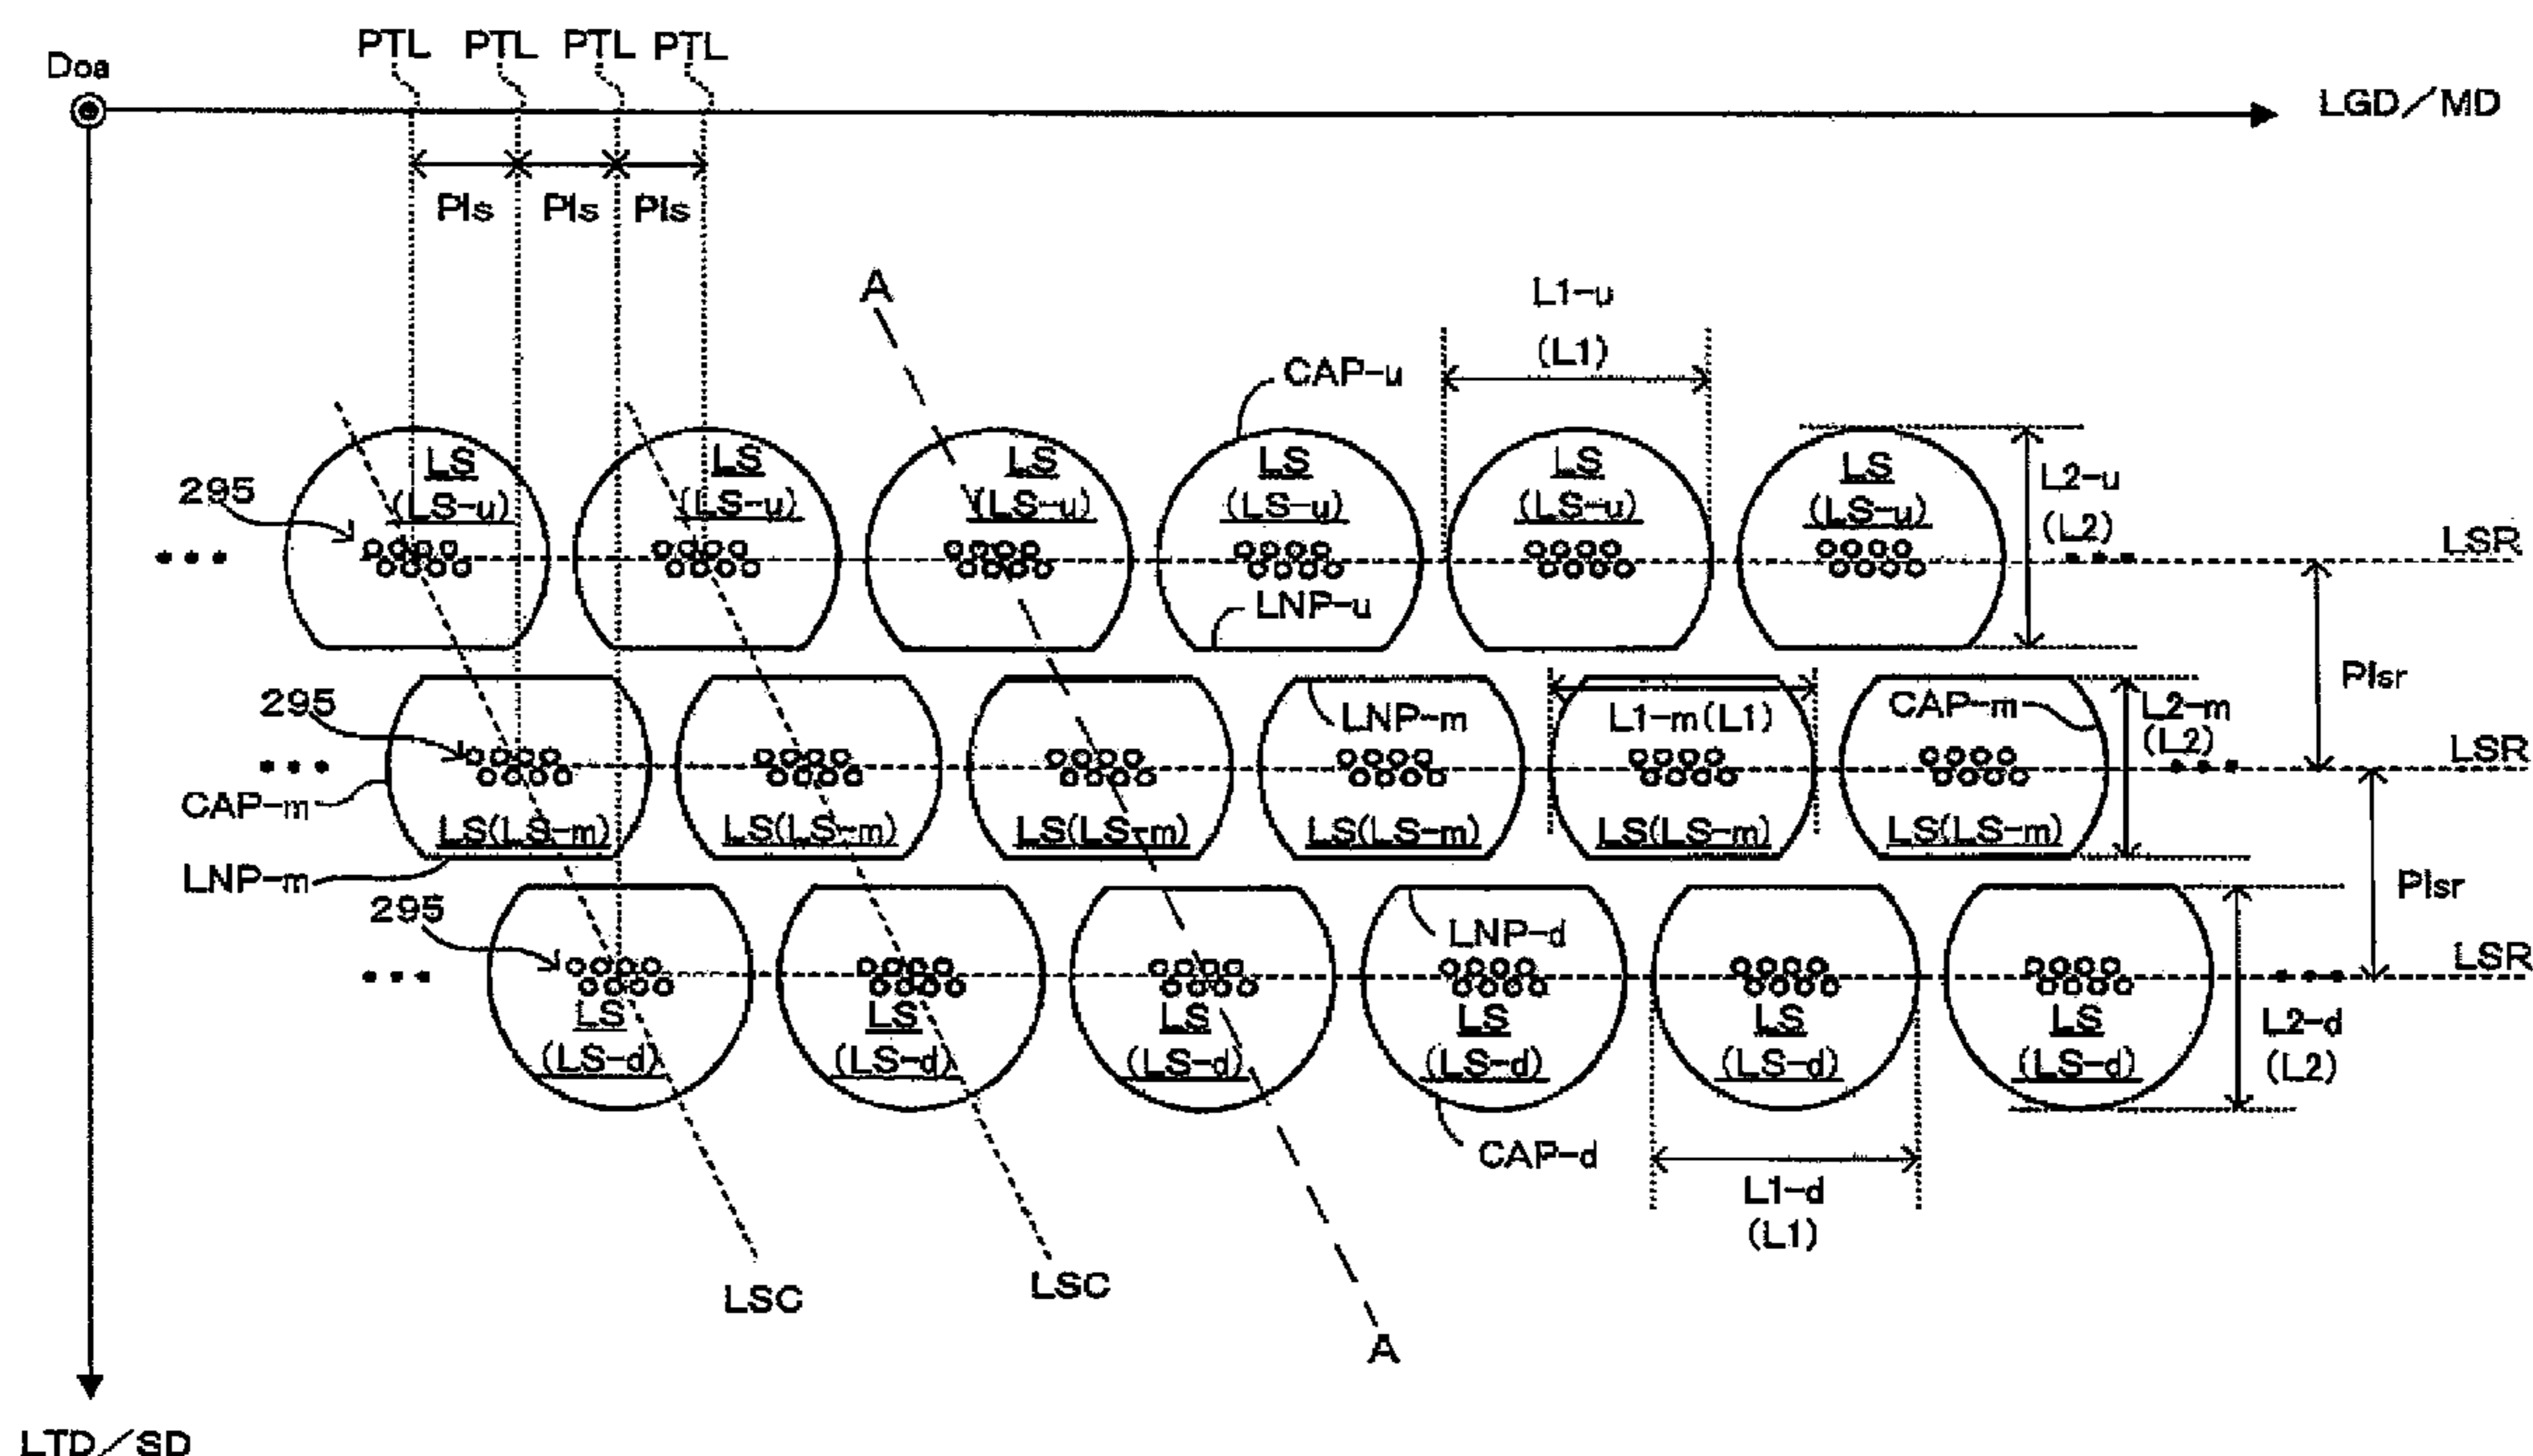 PTL PTL PTL PTL
Doa
LGD/MD
Pls Pls Pls
A
L1-u
(L1)
CAP-u
LS LS LS LS LS LS
(LS-u) (LS-u) (LS-u) (LS-u) (LS-u) (LS-u)
L2-u
(L2)
295
LSR
LNP-u
Plsr
295
LNP-m
L1-m(L1)
CAP-m
L2-m
(L2)
LSR
CAP-m
LS(LS-m) LS(LS-m) LS(LS-m) LS(LS-m) LS(LS-m) LS(LS-m)
LNP-m
Plsr
295
LNP-d
LSR
LS LS LS LS LS LS
(LS-d) (LS-d) (LS-d) (LS-d) (LS-d) (LS-d)
L2-d
(L2)
CAP-d
L1-d
(L1)
LSC LSC
A
LTD/SD